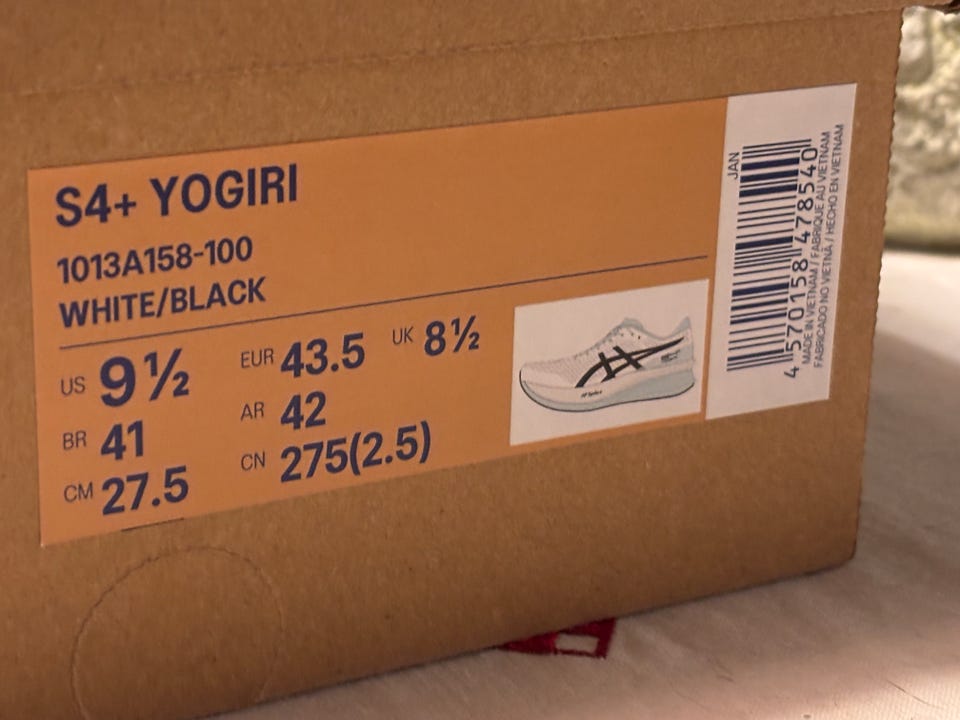 S4+ YOGIRI
1013A158-100
WHITE/BLACK
US 9½ EUR 43.5 UK 8½
BR 41 AR 42
CM 27.5 CN 275(2.5)
JAN
4 570158 478540
MADE IN VIETNAM / FABRIQUÉ AU VIETNAM
FABRICADO NO VIETNÃ / HECHO EN VIETNAM